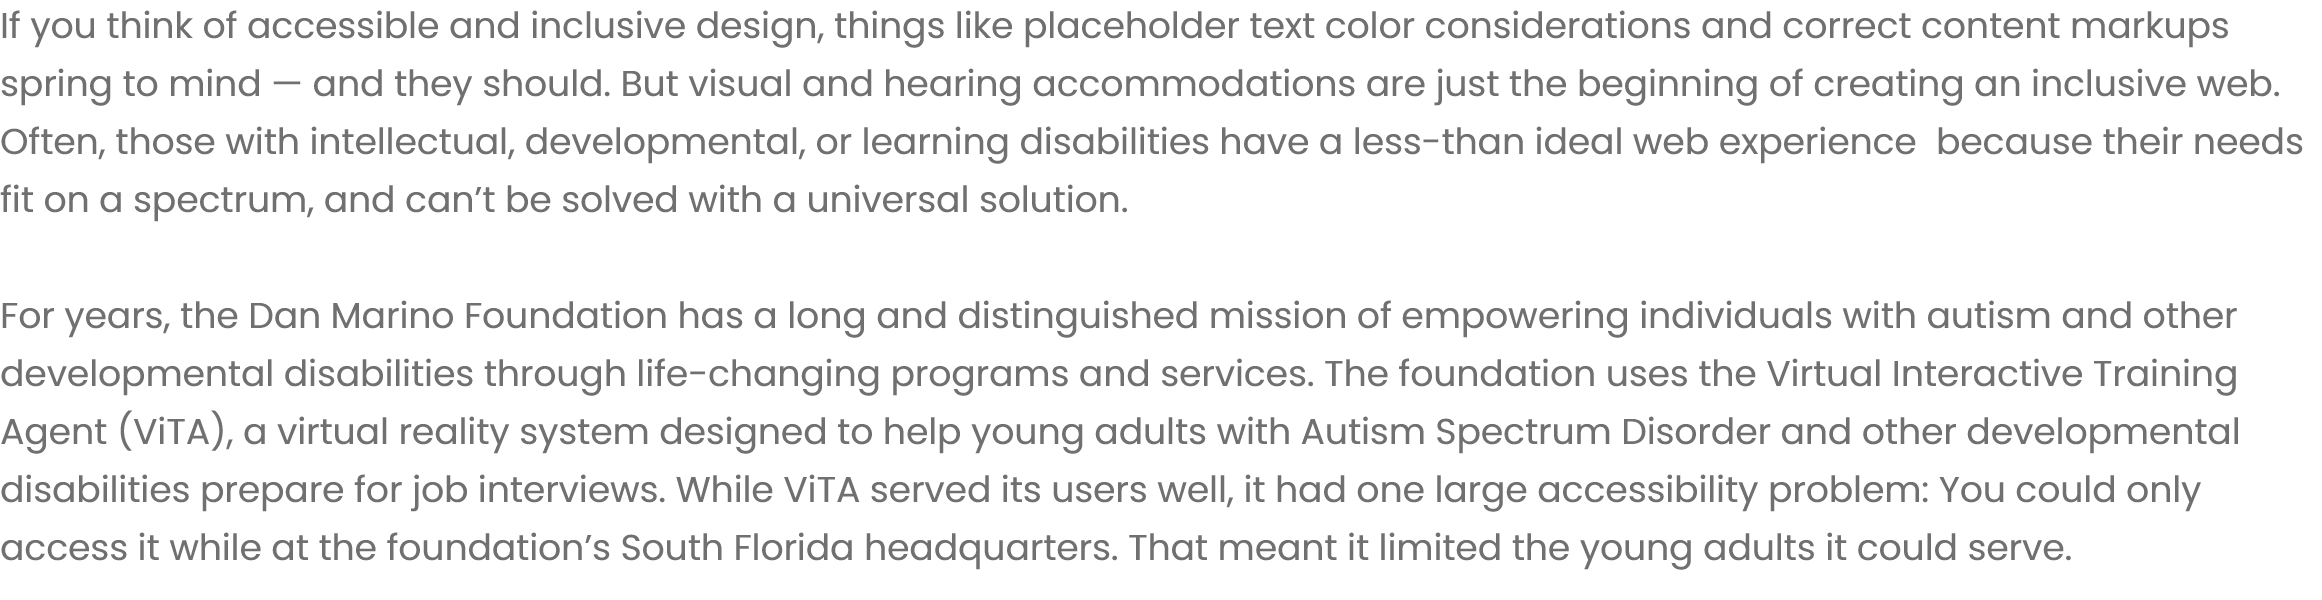 If you think of accessible and inclusive design, things like placeholder text color considerations and correct content markups
spring to mind — and they should. But visual and hearing accommodations are just the beginning of creating an inclusive web.
Often, those with intellectual, developmental, or learning disabilities have a less-than ideal web experience  because their needs
fit on a spectrum, and can’t be solved with a universal solution.

For years, the Dan Marino Foundation has a long and distinguished mission of empowering individuals with autism and other
developmental disabilities through life-changing programs and services. The foundation uses the Virtual Interactive Training
Agent (ViTA), a virtual reality system designed to help young adults with Autism Spectrum Disorder and other developmental
disabilities prepare for job interviews. While ViTA served its users well, it had one large accessibility problem: You could only
access it while at the foundation’s South Florida headquarters. That meant it limited the young adults it could serve.